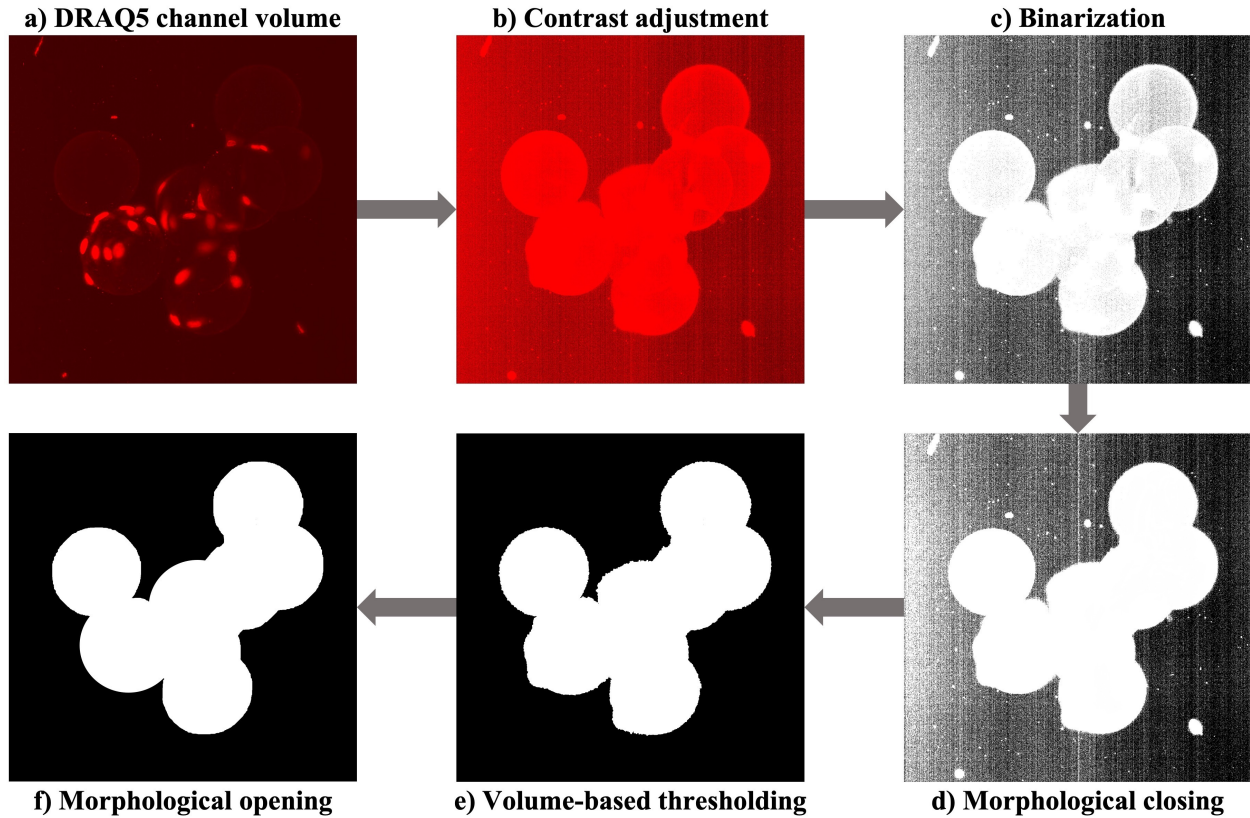 a) DRAQ5 channel volume
b) Contrast adjustment
c) Binarization
f) Morphological opening
e) Volume-based thresholding
d) Morphological closing